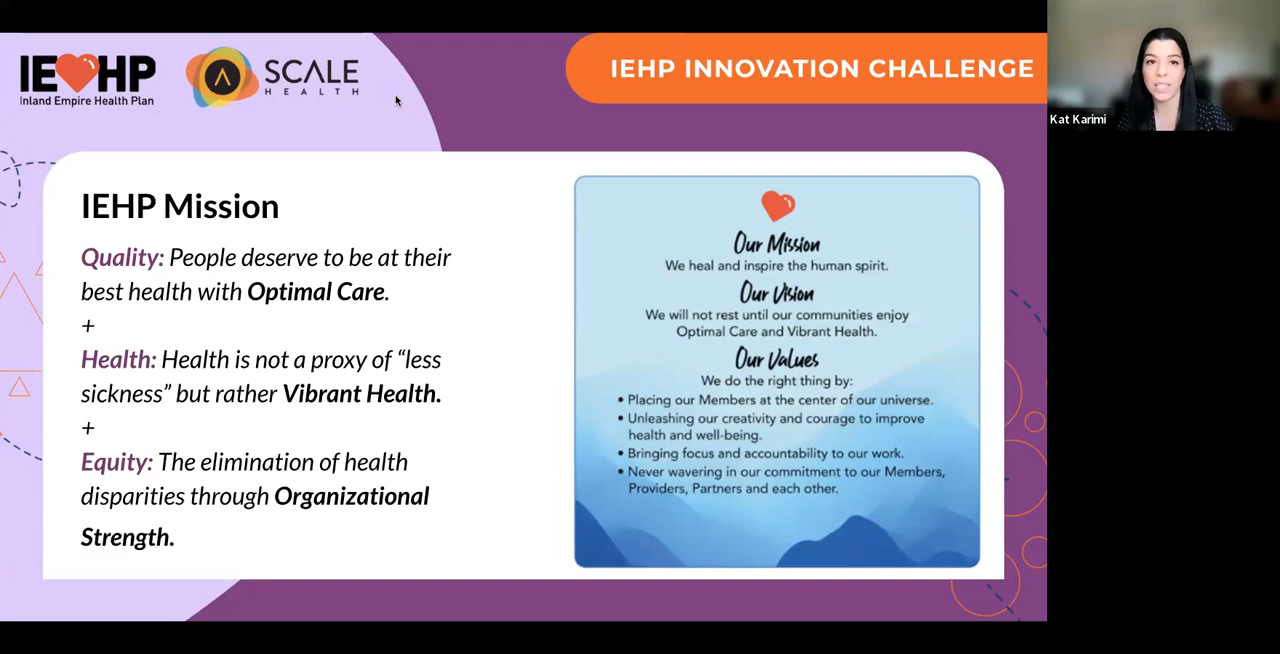 IEHP
Inland Empire Health Plan
SCALE
HEALTH
IEHP INNOVATION CHALLENGE
Kat Karimi
IEHP Mission
Quality: People deserve to be at their
best health with Optimal Care.
+
Health: Health is not a proxy of “less
sickness” but rather Vibrant Health.
+
Equity: The elimination of health
disparities through Organizational
Strength.
Our Mission
We heal and inspire the human spirit.
Our Vision
We will not rest until our communities enjoy
Optimal Care and Vibrant Health.
Our Values
We do the right thing by:
• Placing our Members at the center of our universe.
• Unleashing our creativity and courage to improve
health and well-being.
• Bringing focus and accountability to our work.
• Never wavering in our commitment to our Members,
Providers, Partners and each other.